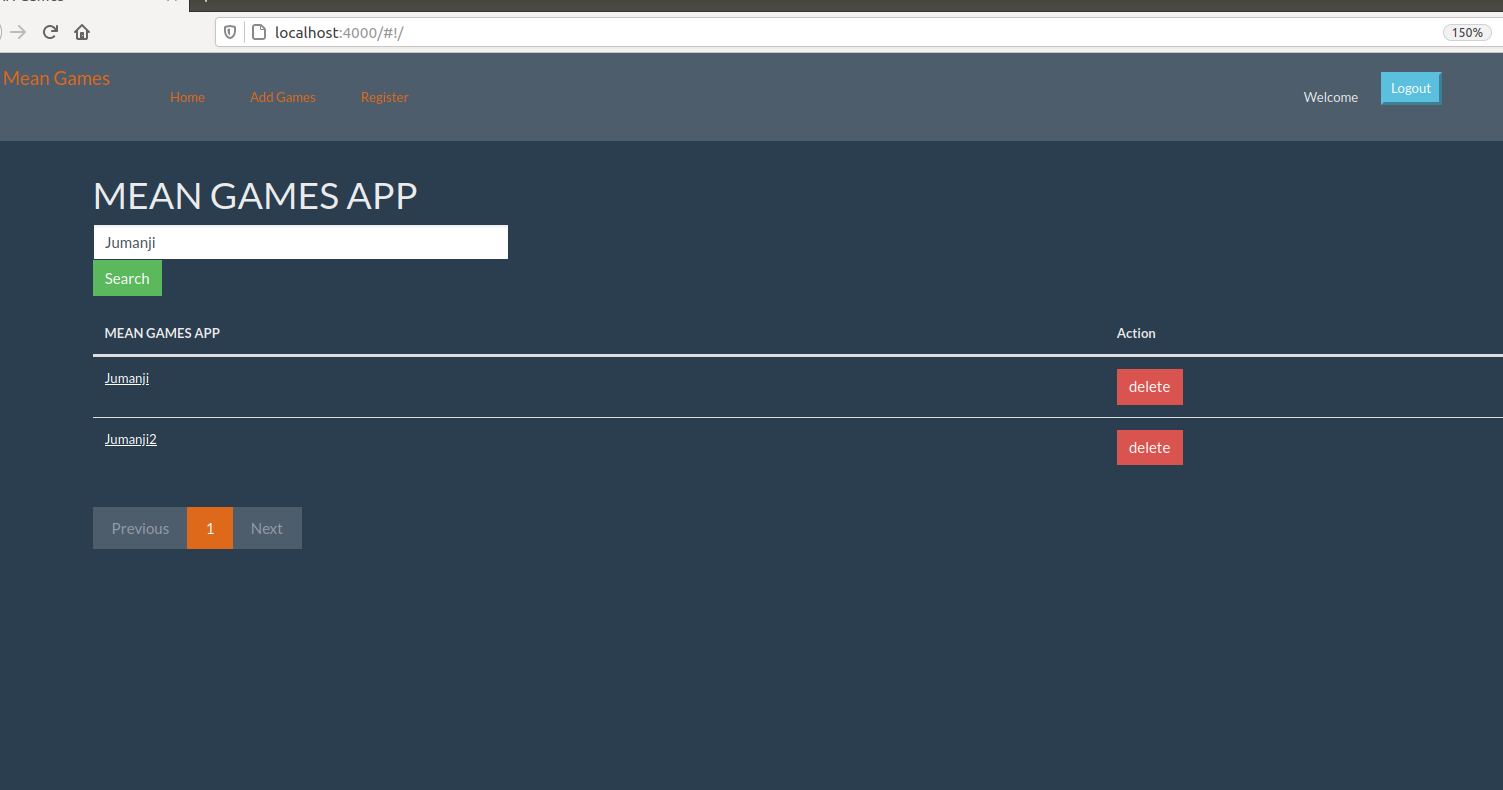 localhost:4000/#!/
150%
Mean Games
Home Add Games Register
Welcome Logout
MEAN GAMES APP
Jumanji
Search
MEAN GAMES APP Action
Jumanji delete
Jumanji2 delete
Previous 1 Next